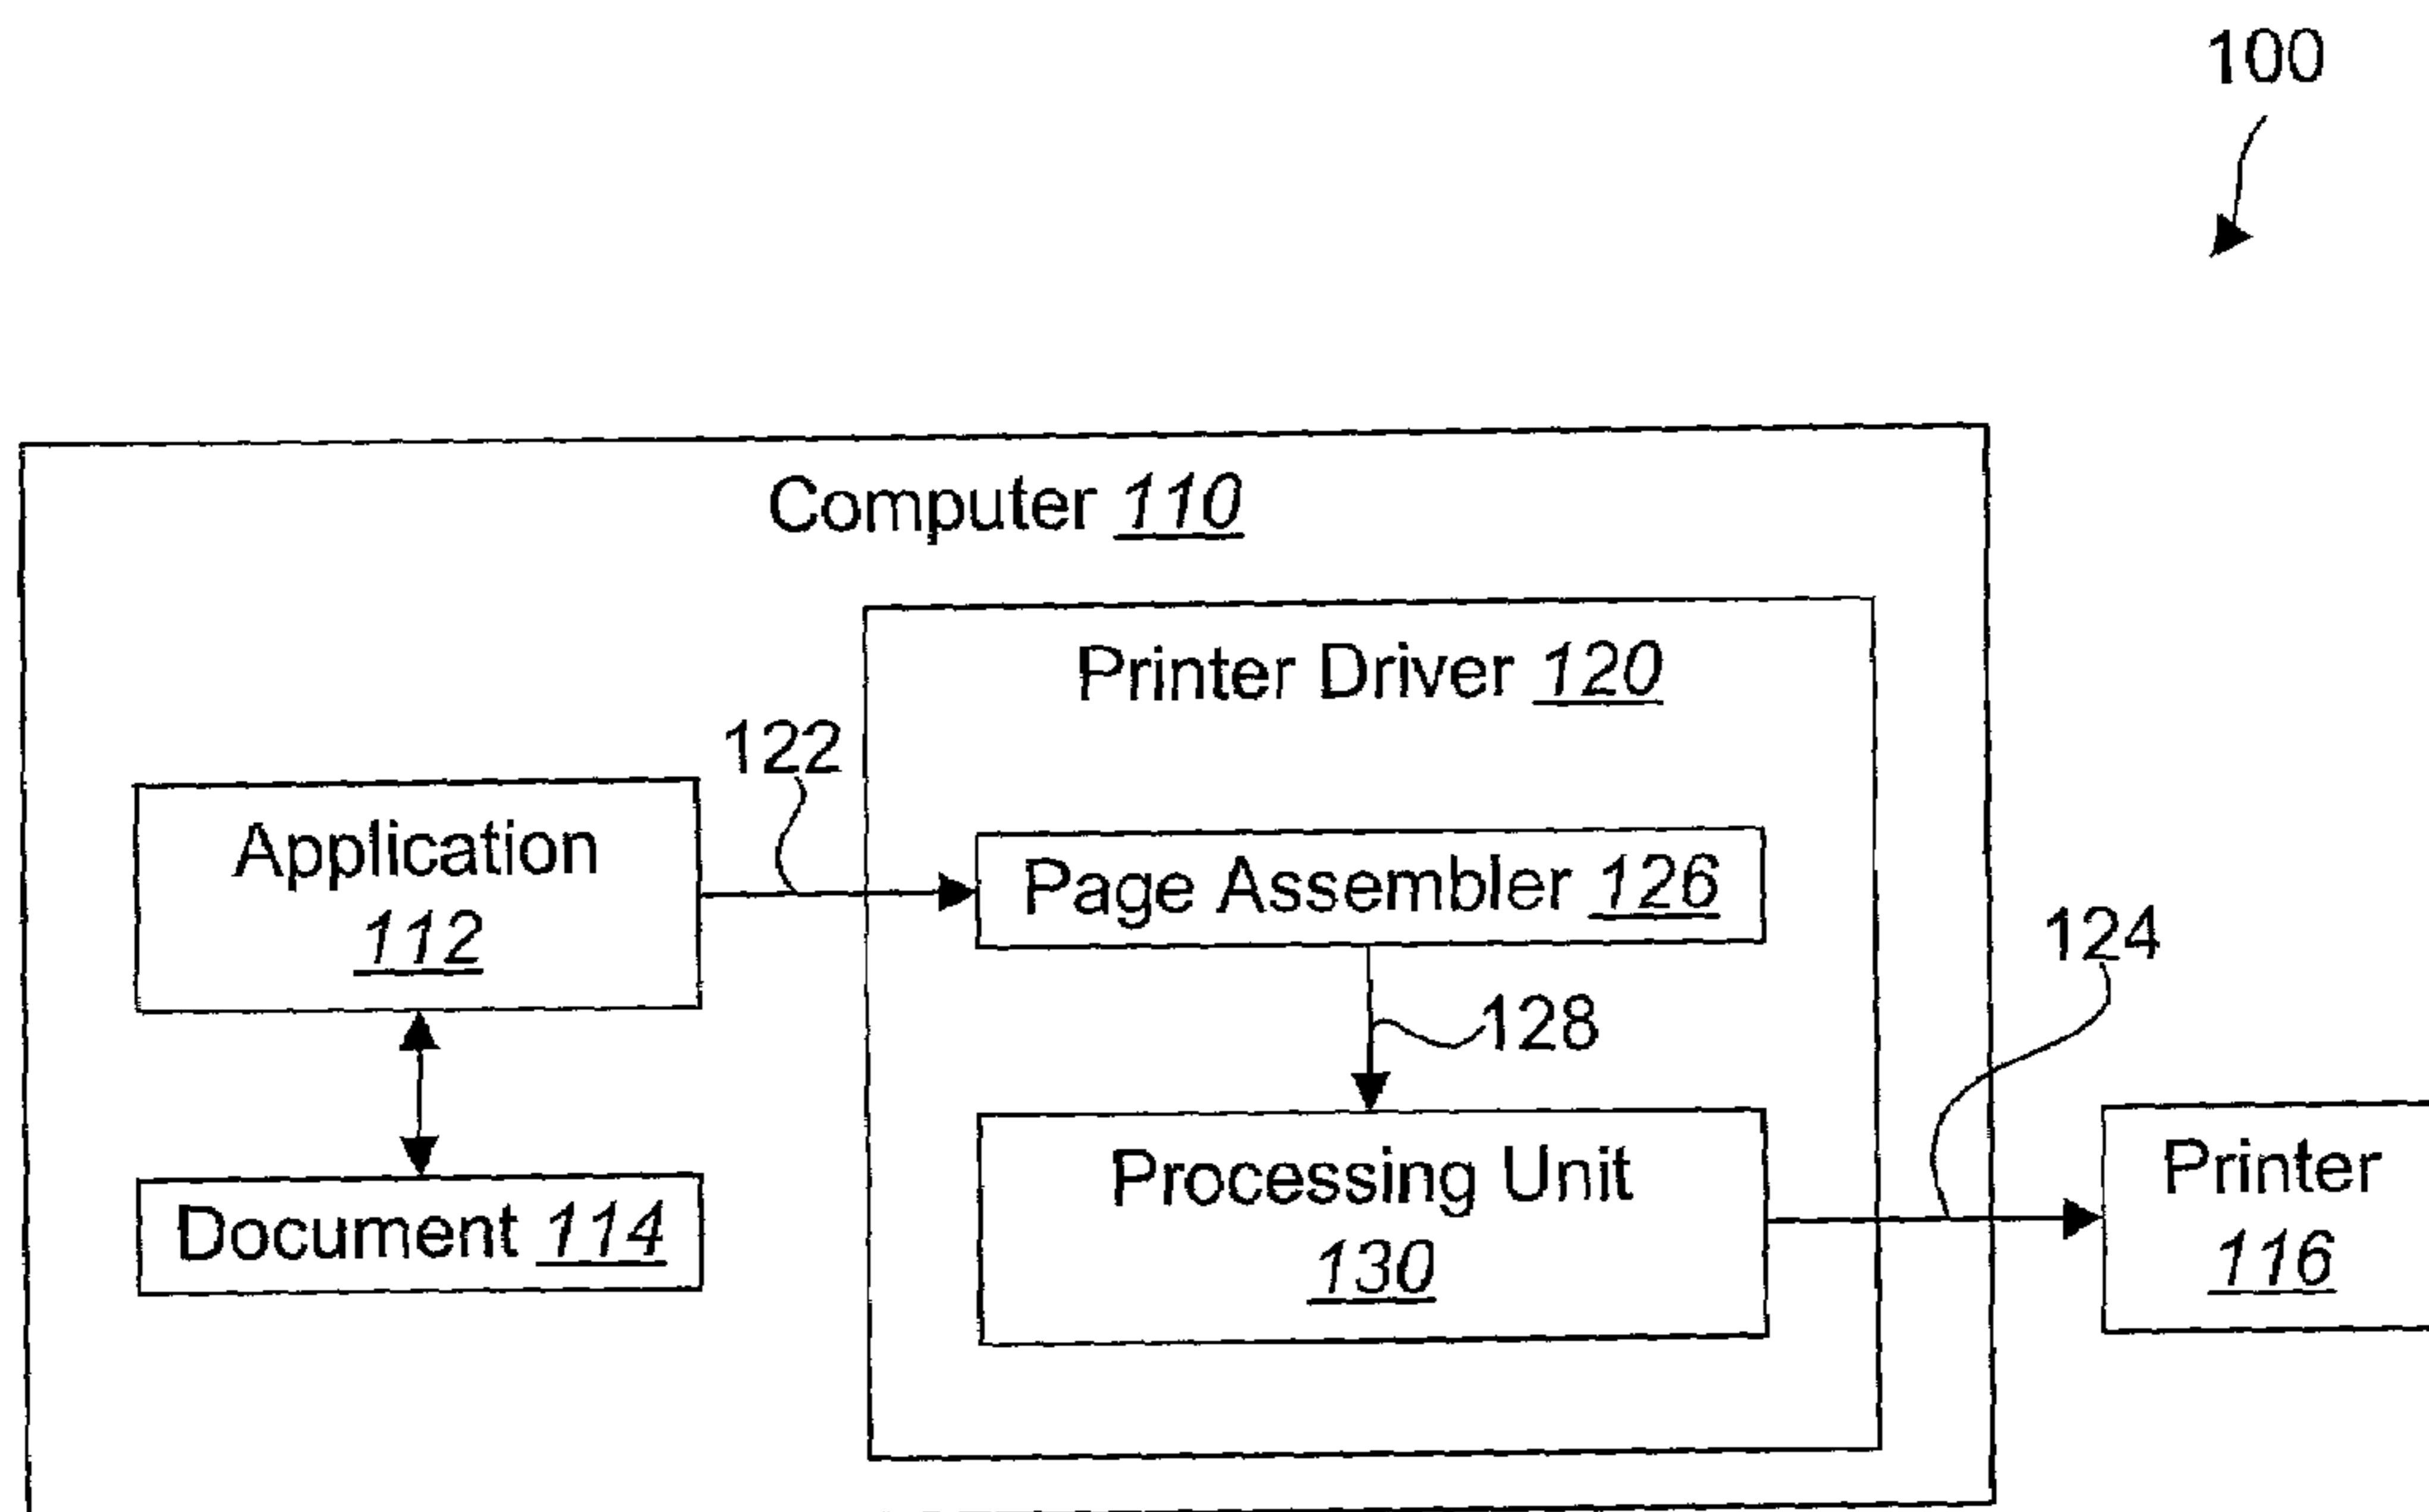 100
Computer 110
Printer Driver 120
122
Application
112
Page Assembler 126
124
128
Document 114
Processing Unit
130
Printer
116